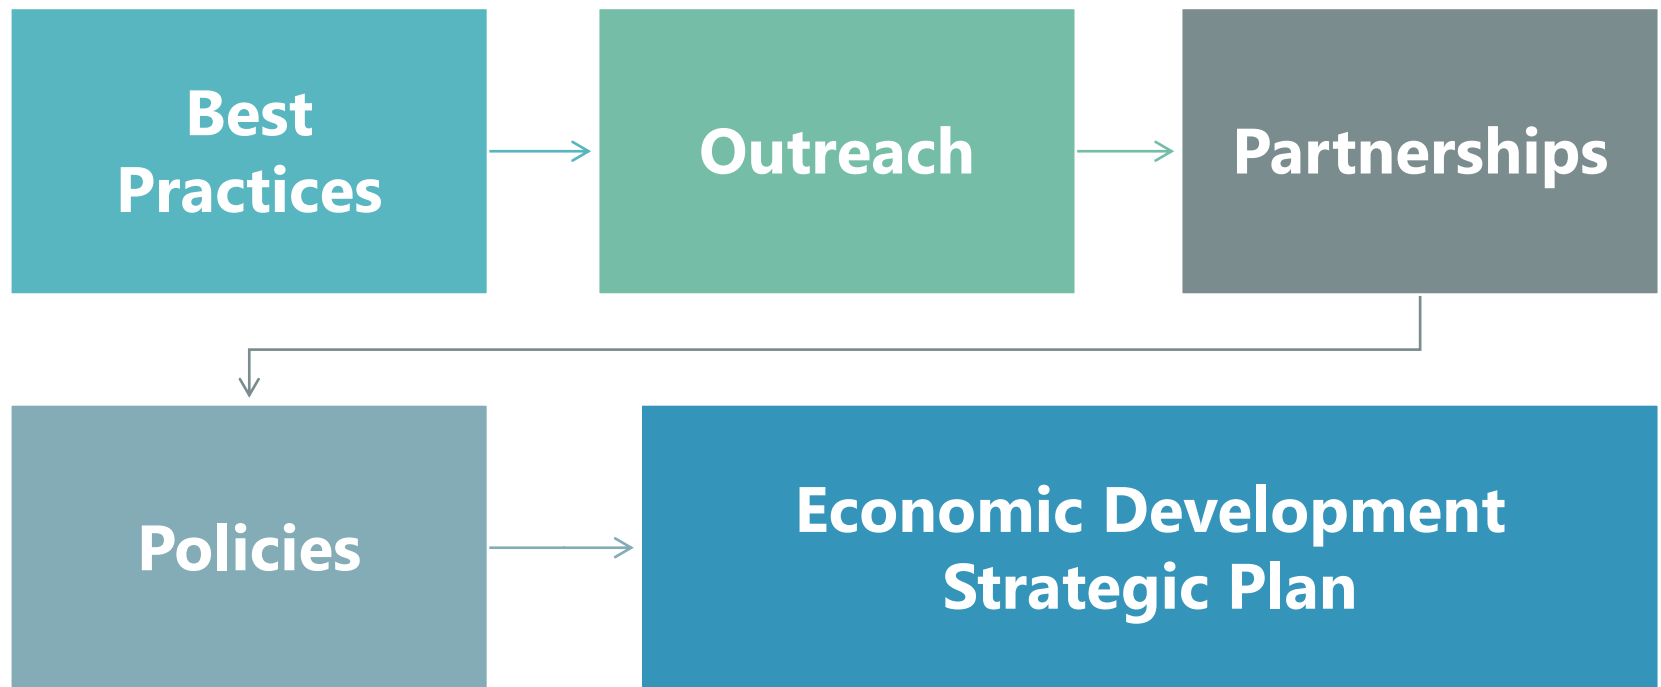 Best
Practices
Outreach
Partnerships
Policies
Economic Development
Strategic Plan